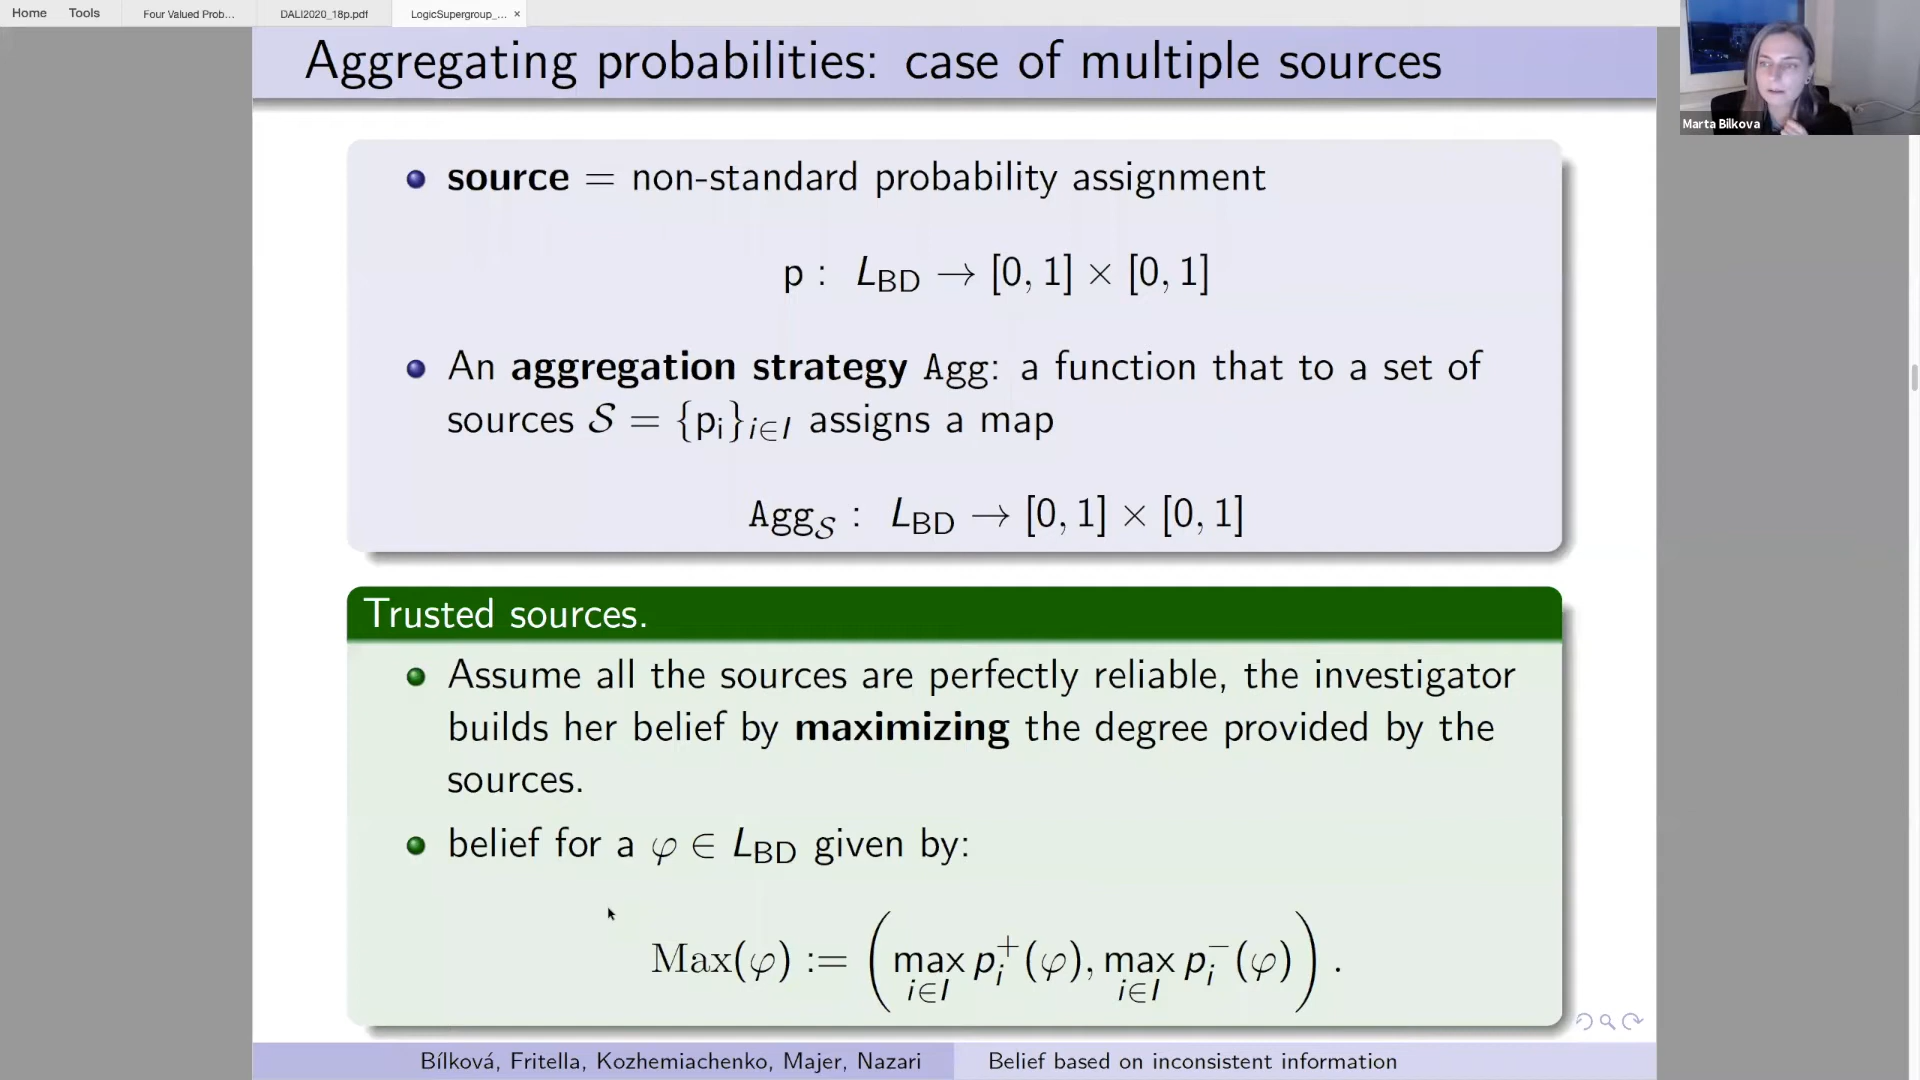 Home Tools Four Valued Prob... DALI2020_18p.pdf LogicSupergroup_... ×
Aggregating probabilities: case of multiple sources
Marta Bilkova
source = non-standard probability assignment
p : L_BD → [0, 1] × [0, 1]
An aggregation strategy Agg: a function that to a set of
sources 𝒮 = {p_i}_{i∈I} assigns a map
Agg_𝒮 : L_BD → [0, 1] × [0, 1]
Trusted sources.
Assume all the sources are perfectly reliable, the investigator
builds her belief by maximizing the degree provided by the
sources.
belief for a φ ∈ L_BD given by:
Max(φ) := (max_{i∈I} p_i^+(φ), max_{i∈I} p_i^−(φ)) .
Bílková, Fritella, Kozhemiachenko, Majer, Nazari Belief based on inconsistent information